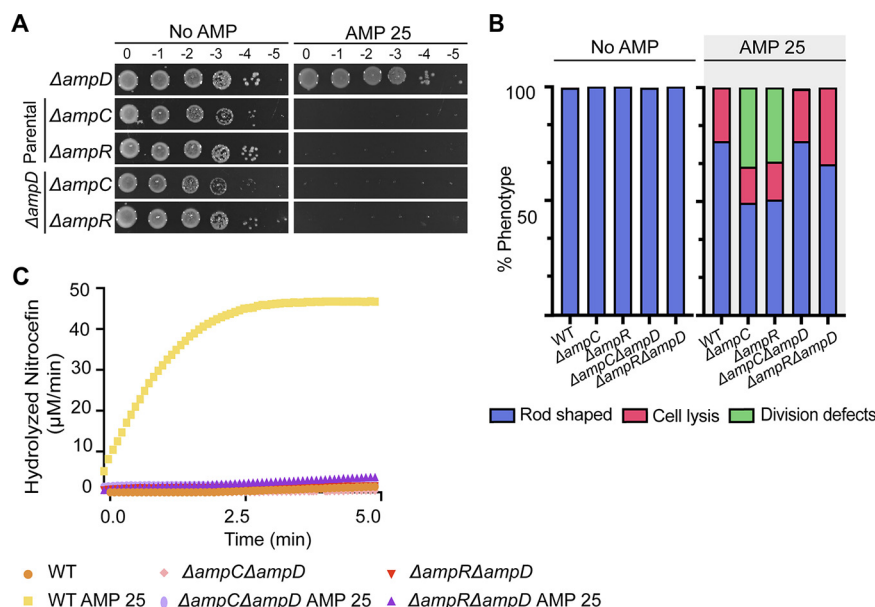 A
No AMP
AMP 25
0 -1 -2 -3 -4 -5
0 -1 -2 -3 -4 -5
ΔampD
Parental
ΔampC
ΔampR
ΔampD
ΔampC
ΔampR
B
No AMP
AMP 25
% Phenotype
100
50
WT
ΔampC
ΔampR
ΔampCΔampD
ΔampRΔampD
WT
ΔampC
ΔampR
ΔampCΔampD
ΔampRΔampD
Rod shaped
Cell lysis
Division defects
C
Hydrolyzed Nitrocefin
(µM/min)
50
40
30
20
10
0
0.0 2.5 5.0
Time (min)
WT
ΔampCΔampD
ΔampRΔampD
WT AMP 25
ΔampCΔampD AMP 25
ΔampRΔampD AMP 25